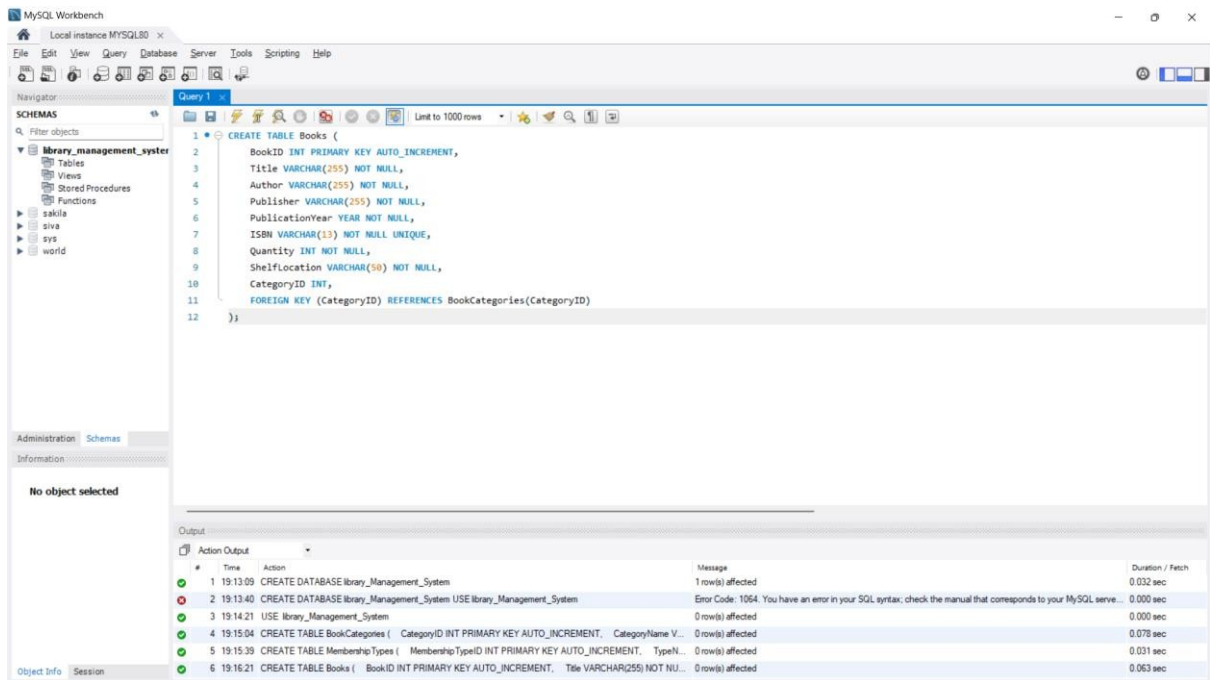 MySQL Workbench
Local instance MYSQL80 ×
File Edit View Query Database Server Tools Scripting Help
Navigator
SCHEMAS
Filter objects
library_management_syster
Tables
Views
Stored Procedures
Functions
sakila
siva
sys
world
Administration Schemas
Information
No object selected
Object Info Session
Query 1 ×
Limit to 1000 rows
1 CREATE TABLE Books (
2 BookID INT PRIMARY KEY AUTO_INCREMENT,
3 Title VARCHAR(255) NOT NULL,
4 Author VARCHAR(255) NOT NULL,
5 Publisher VARCHAR(255) NOT NULL,
6 PublicationYear YEAR NOT NULL,
7 ISBN VARCHAR(13) NOT NULL UNIQUE,
8 Quantity INT NOT NULL,
9 ShelfLocation VARCHAR(50) NOT NULL,
10 CategoryID INT,
11 FOREIGN KEY (CategoryID) REFERENCES BookCategories(CategoryID)
12 );
Output
Action Output
# Time Action Message Duration / Fetch
1 19:13:09 CREATE DATABASE library_Management_System 1 row(s) affected 0.032 sec
2 19:13:40 CREATE DATABASE library_Management_System USE library_Management_System Error Code: 1064. You have an error in your SQL syntax; check the manual that corresponds to your MySQL serve... 0.000 sec
3 19:14:21 USE library_Management_System 0 row(s) affected 0.000 sec
4 19:15:04 CREATE TABLE BookCategories ( CategoryID INT PRIMARY KEY AUTO_INCREMENT, CategoryName V... 0 row(s) affected 0.078 sec
5 19:15:39 CREATE TABLE MembershipTypes ( MembershipTypeID INT PRIMARY KEY AUTO_INCREMENT, TypeN... 0 row(s) affected 0.031 sec
6 19:16:21 CREATE TABLE Books ( BookID INT PRIMARY KEY AUTO_INCREMENT, Title VARCHAR(255) NOT NU... 0 row(s) affected 0.063 sec